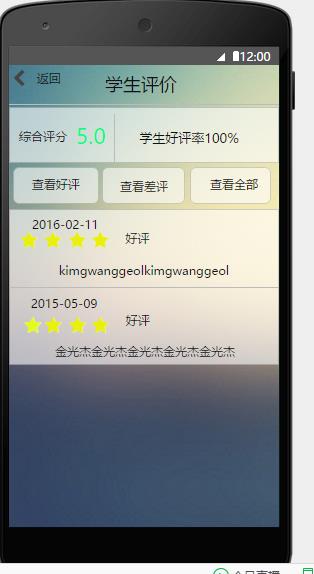 12:00
返回 学生评价
综合评分 5.0 学生好评率100%
查看好评 查看差评 查看全部
2016-02-11
好评
kimgwanggeolkimgwanggeol
2015-05-09
好评
金光杰金光杰金光杰金光杰金光杰